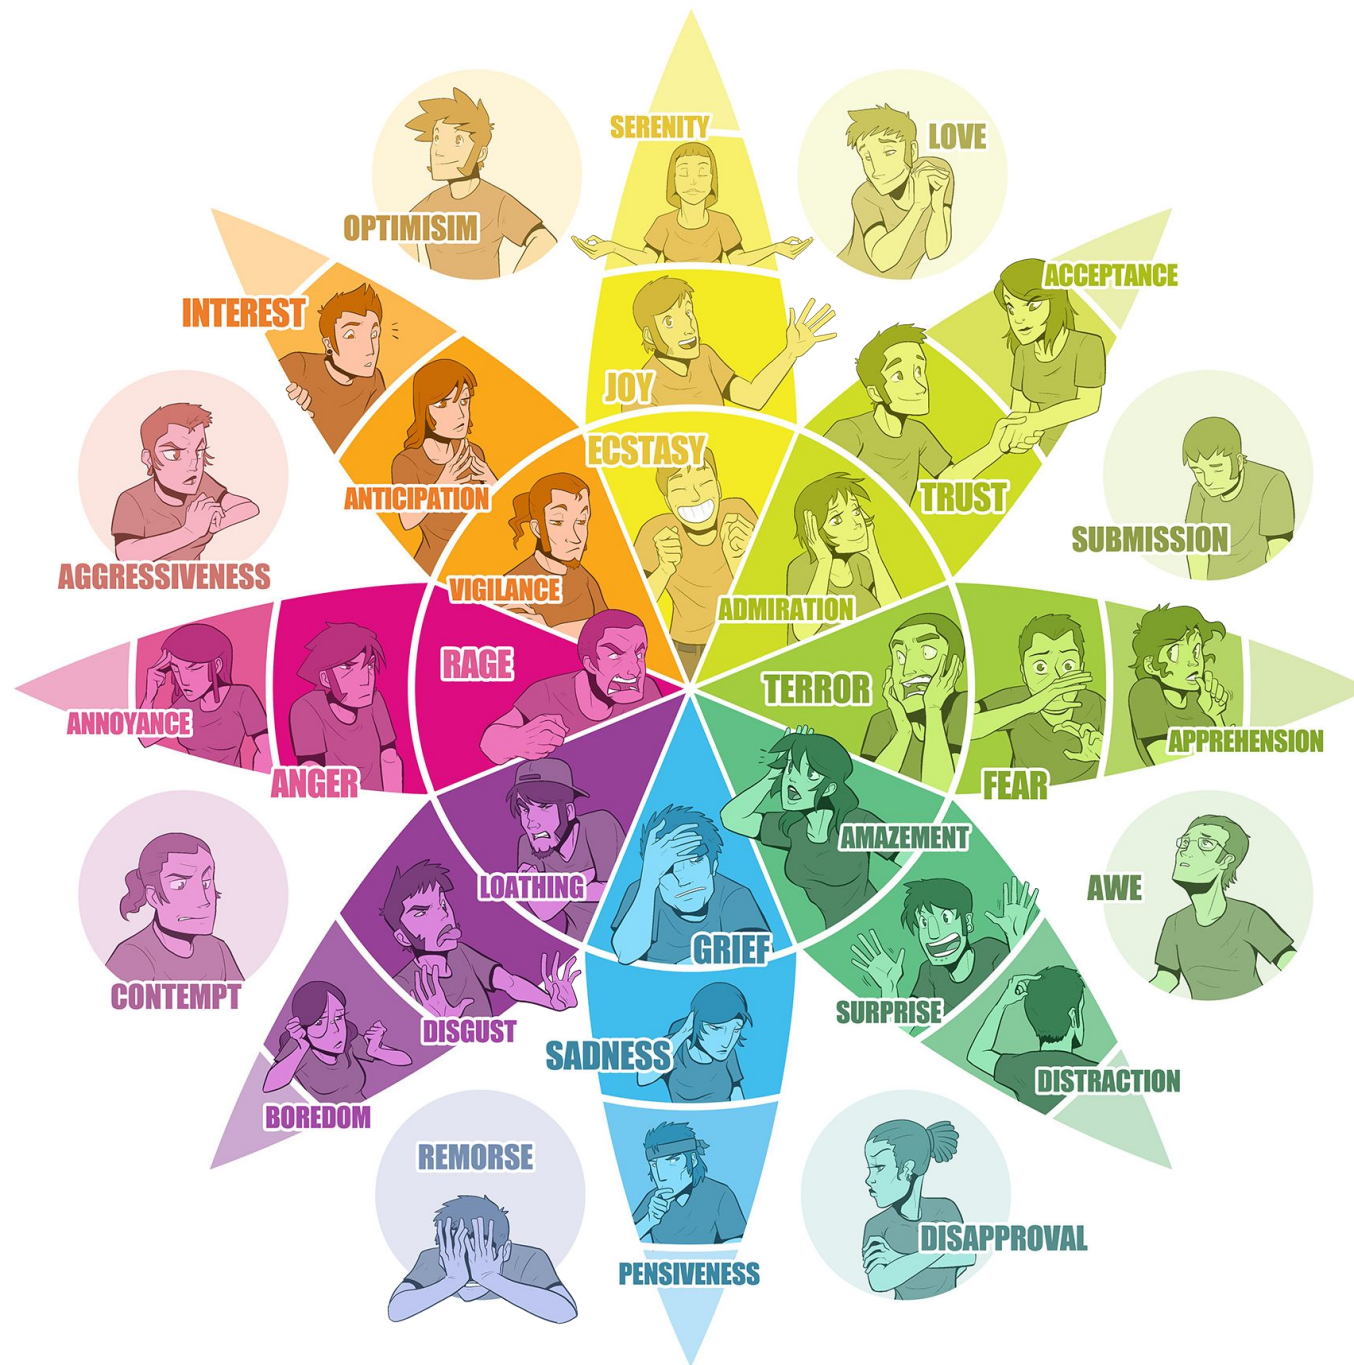 SERENITY
LOVE
OPTIMISIM
ACCEPTANCE
INTEREST
JOY
ECSTASY
ANTICIPATION
TRUST
SUBMISSION
AGGRESSIVENESS
VIGILANCE
ADMIRATION
RAGE
TERROR
ANNOYANCE
APPREHENSION
ANGER
FEAR
AMAZEMENT
LOATHING
AWE
GRIEF
CONTEMPT
SURPRISE
DISGUST
SADNESS
DISTRACTION
BOREDOM
REMORSE
DISAPPROVAL
PENSIVENESS